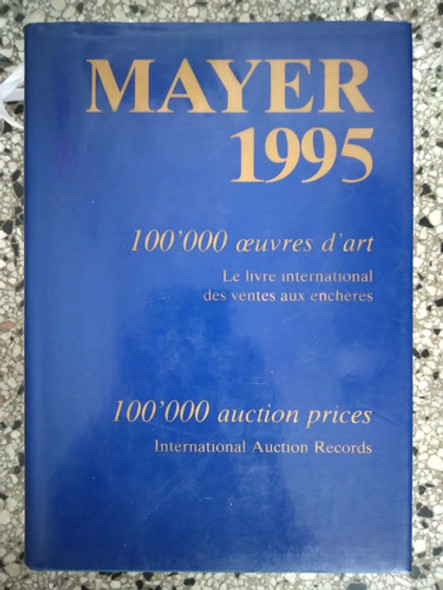 MAYER
1995
100'000 œuvres d'art
Le livre international
des ventes aux enchères
100'000 auction prices
International Auction Records